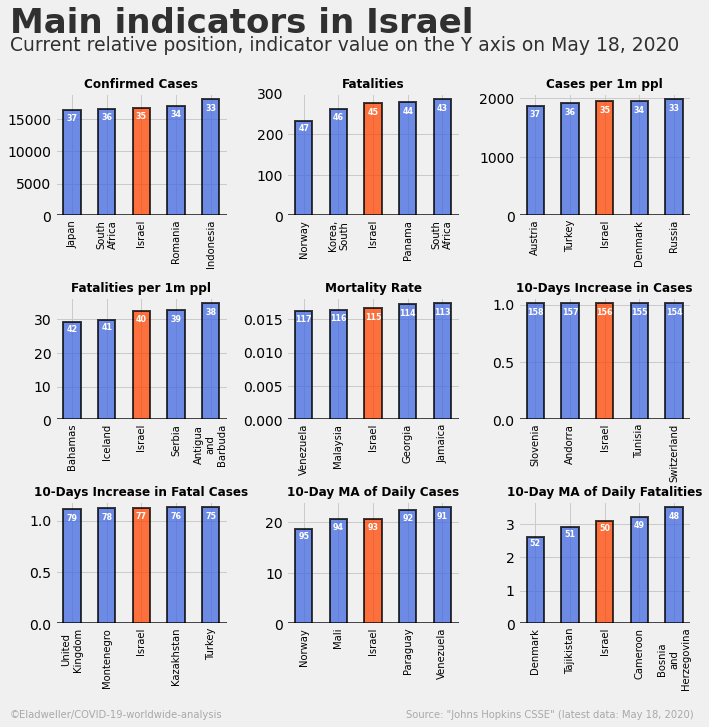 Main indicators in Israel
Current relative position, indicator value on the Y axis on May 18, 2020
Confirmed Cases
15000
10000
5000
0
37
36
35
34
33
Japan
South
Africa
Israel
Romania
Indonesia
Fatalities
300
200
100
0
47
46
45
44
43
Norway
Korea,
South
Israel
Panama
South
Africa
Cases per 1m ppl
2000
1000
0
37
36
35
34
33
Austria
Turkey
Israel
Denmark
Russia
Fatalities per 1m ppl
30
20
10
0
42
41
40
39
38
Bahamas
Iceland
Israel
Serbia
Antigua
and
Barbuda
Mortality Rate
0.015
0.010
0.005
0.000
117
116
115
114
113
Venezuela
Malaysia
Israel
Georgia
Jamaica
10-Days Increase in Cases
1.0
0.5
0.0
158
157
156
155
154
Slovenia
Andorra
Israel
Tunisia
Switzerland
10-Days Increase in Fatal Cases
1.0
0.5
0.0
79
78
77
76
75
United
Kingdom
Montenegro
Israel
Kazakhstan
Turkey
10-Day MA of Daily Cases
20
10
0
95
94
93
92
91
Norway
Mali
Israel
Paraguay
Venezuela
10-Day MA of Daily Fatalities
3
2
1
0
52
51
50
49
48
Denmark
Tajikistan
Israel
Cameroon
Bosnia
and
Herzegovina
©Eladweller/COVID-19-worldwide-analysis
Source: "Johns Hopkins CSSE" (latest data: May 18, 2020)